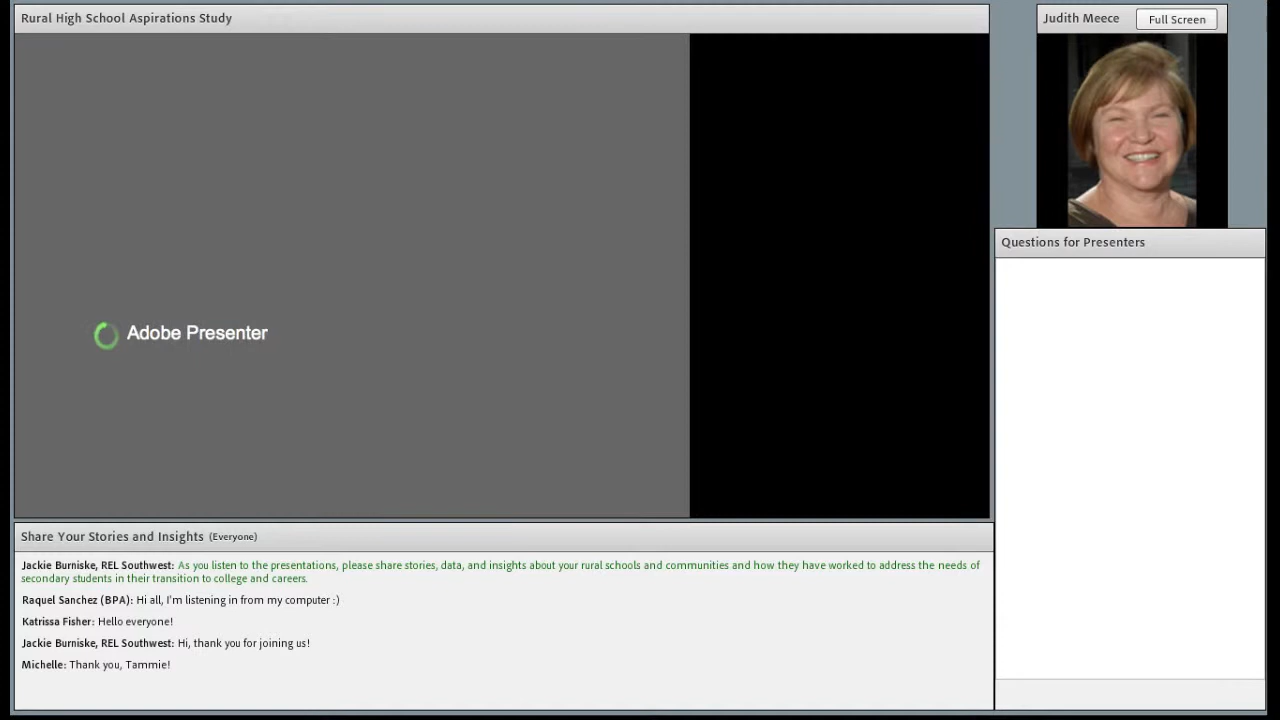 Rural High School Aspirations Study
Judith Meece
Full Screen
Questions for Presenters
Adobe Presenter
Share Your Stories and Insights (Everyone)
Jackie Burniske, REL Southwest: As you listen to the presentations, please share stories, data, and insights about your rural schools and communities and how they have worked to address the needs of
secondary students in their transition to college and careers.
Raquel Sanchez (BPA): Hi all, I'm listening in from my computer :)
Katrissa Fisher: Hello everyone!
Jackie Burniske, REL Southwest: Hi, thank you for joining us!
Michelle: Thank you, Tammie!